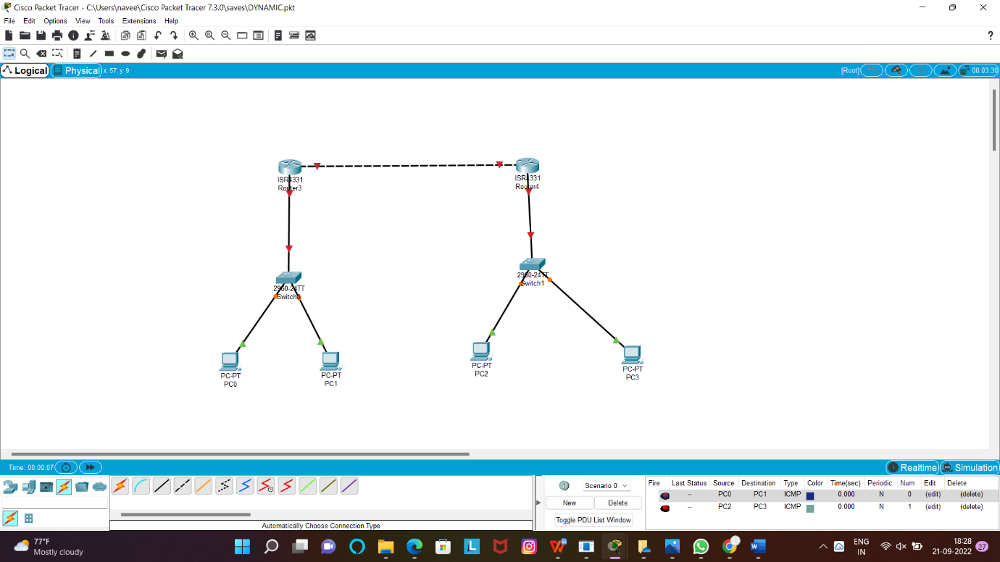 Cisco Packet Tracer - C:\Users\navee\Cisco Packet Tracer 7.3.0\saves\DYNAMIC.pkt
File Edit Options View Tools Extensions Help
?
Logical Physical x: 57, y: 9 [Root] 00:03:30
ISR4331
Router3
ISR4331
Router4
2960-24TT
Switch0
2960-24TT
Switch1
PC-PT
PC0
PC-PT
PC1
PC-PT
PC2
PC-PT
PC3
Time: 00:00:07 Realtime Simulation
Automatically Choose Connection Type
Scenario 0
New Delete
Toggle PDU List Window
Fire Last Status Source Destination Type Color Time(sec) Periodic Num Edit Delete
-- PC0 PC1 ICMP 0.000 N 0 (edit) (delete)
-- PC2 PC3 ICMP 0.000 N 1 (edit) (delete)
77°F
Mostly cloudy
ENG
IN
18:28
21-09-2022
27